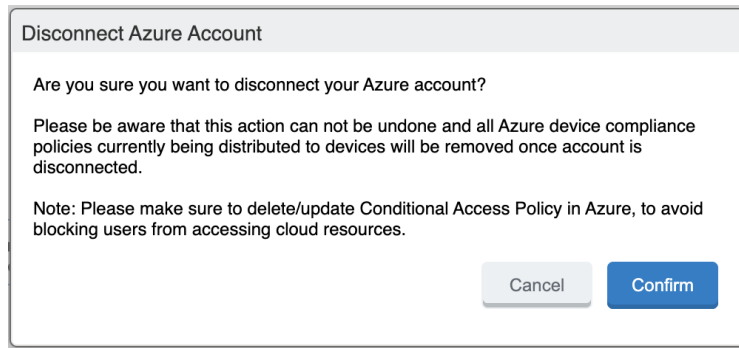 Disconnect Azure Account
Are you sure you want to disconnect your Azure account?
Please be aware that this action can not be undone and all Azure device compliance
policies currently being distributed to devices will be removed once account is
disconnected.
Note: Please make sure to delete/update Conditional Access Policy in Azure, to avoid
blocking users from accessing cloud resources.
Cancel Confirm